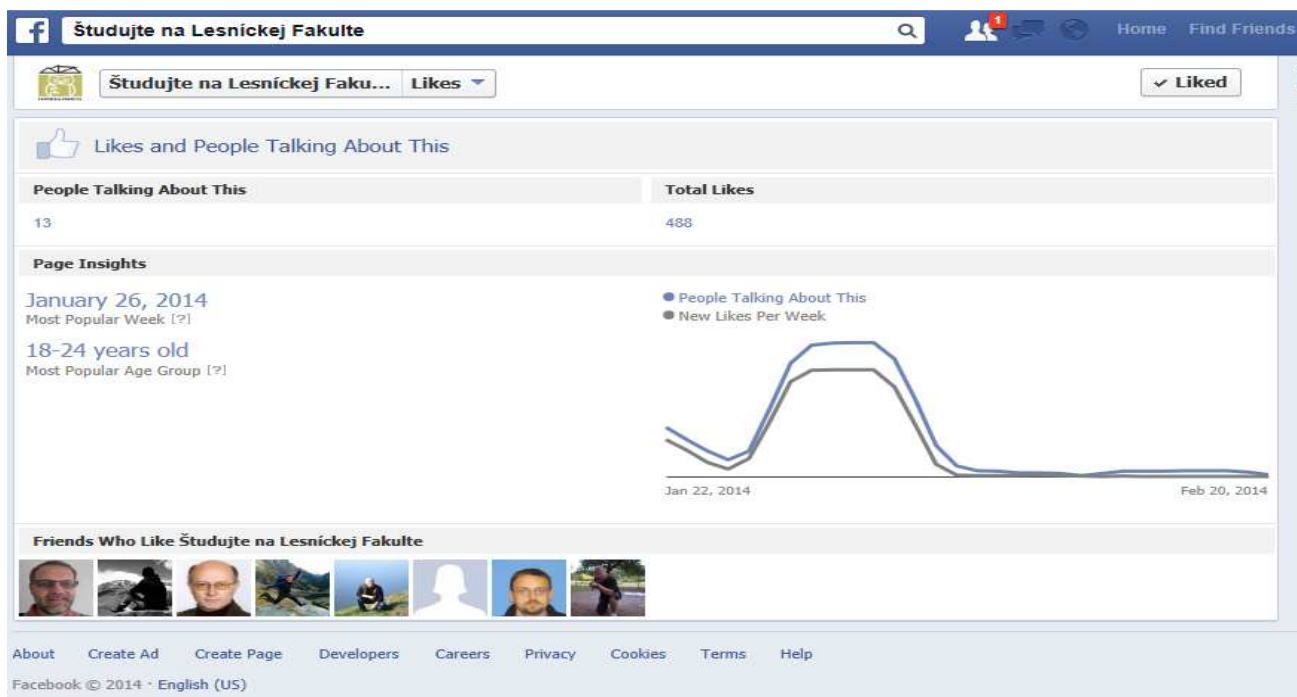 Študujte na Lesníckej Fakulte
1
Home Find Friends
Študujte na Lesníckej Faku... Likes
Liked
Likes and People Talking About This
People Talking About This
Total Likes
13
488
Page Insights
January 26, 2014
Most Popular Week [?]
18-24 years old
Most Popular Age Group [?]
People Talking About This
New Likes Per Week
Jan 22, 2014
Feb 20, 2014
Friends Who Like Študujte na Lesníckej Fakulte
About Create Ad Create Page Developers Careers Privacy Cookies Terms Help
Facebook © 2014 · English (US)